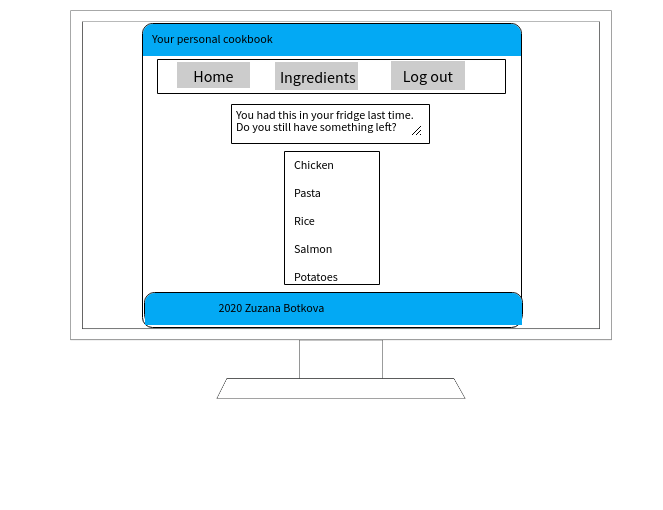 Your personal cookbook
Home Ingredients Log out
You had this in your fridge last time.
Do you still have something left?
Chicken
Pasta
Rice
Salmon
Potatoes
2020 Zuzana Botkova